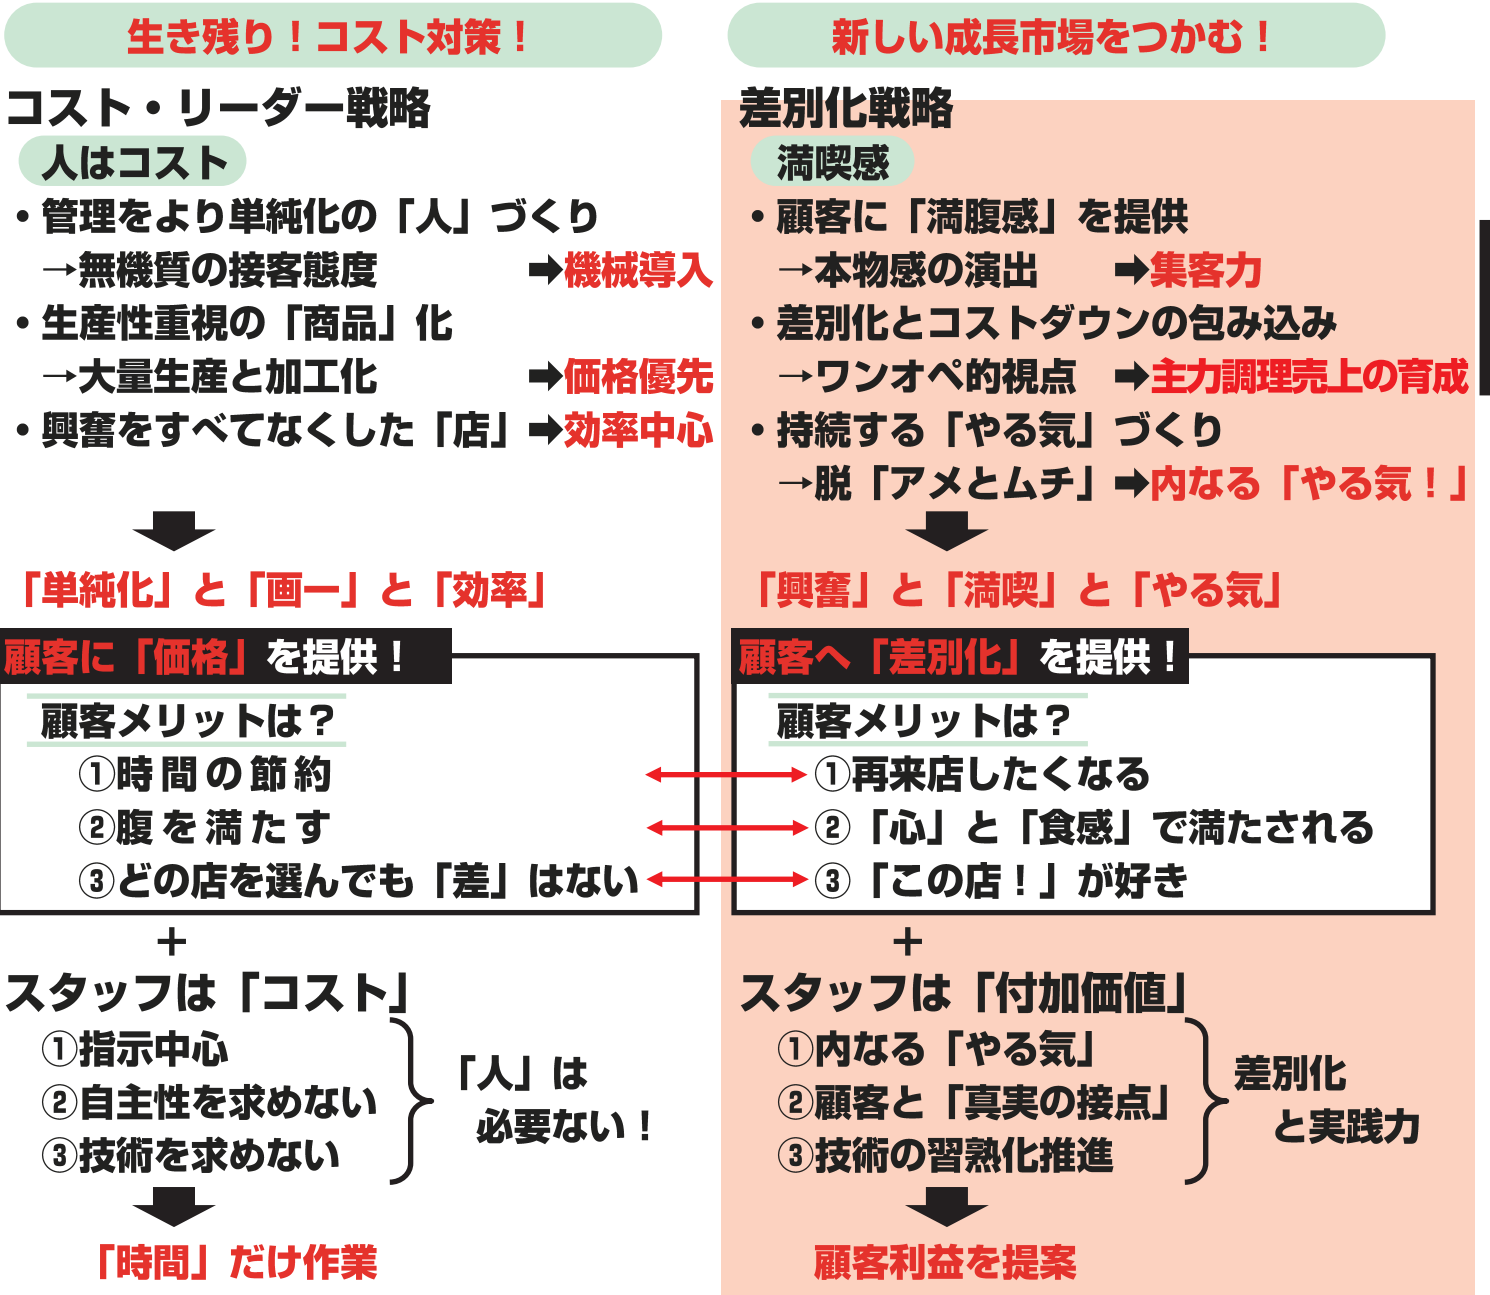 生き残り！コスト対策！
コスト・リーダー戦略
人はコスト
・管理をより単純化の「人」づくり
→無機質の接客態度 ➡機械導入
・生産性重視の「商品」化
→大量生産と加工化 ➡価格優先
・興奮をすべてなくした「店」➡効率中心
「単純化」と「画一」と「効率」
顧客に「価格」を提供！
顧客メリットは？
①時間の節約
②腹を満たす
③どの店を選んでも「差」はない
＋
スタッフは「コスト」
①指示中心
②自主性を求めない
③技術を求めない
「人」は
必要ない！
「時間」だけ作業
新しい成長市場をつかむ！
差別化戦略
満喫感
・顧客に「満腹感」を提供
→本物感の演出 ➡集客力
・差別化とコストダウンの包み込み
→ワンオペ的視点 ➡主力調理売上の育成
・持続する「やる気」づくり
→脱「アメとムチ」➡内なる「やる気！」
「興奮」と「満喫」と「やる気」
顧客へ「差別化」を提供！
顧客メリットは？
①再来店したくなる
②「心」と「食感」で満たされる
③「この店！」が好き
＋
スタッフは「付加価値」
①内なる「やる気」
②顧客と「真実の接点」
③技術の習熟化推進
差別化
と実践力
顧客利益を提案